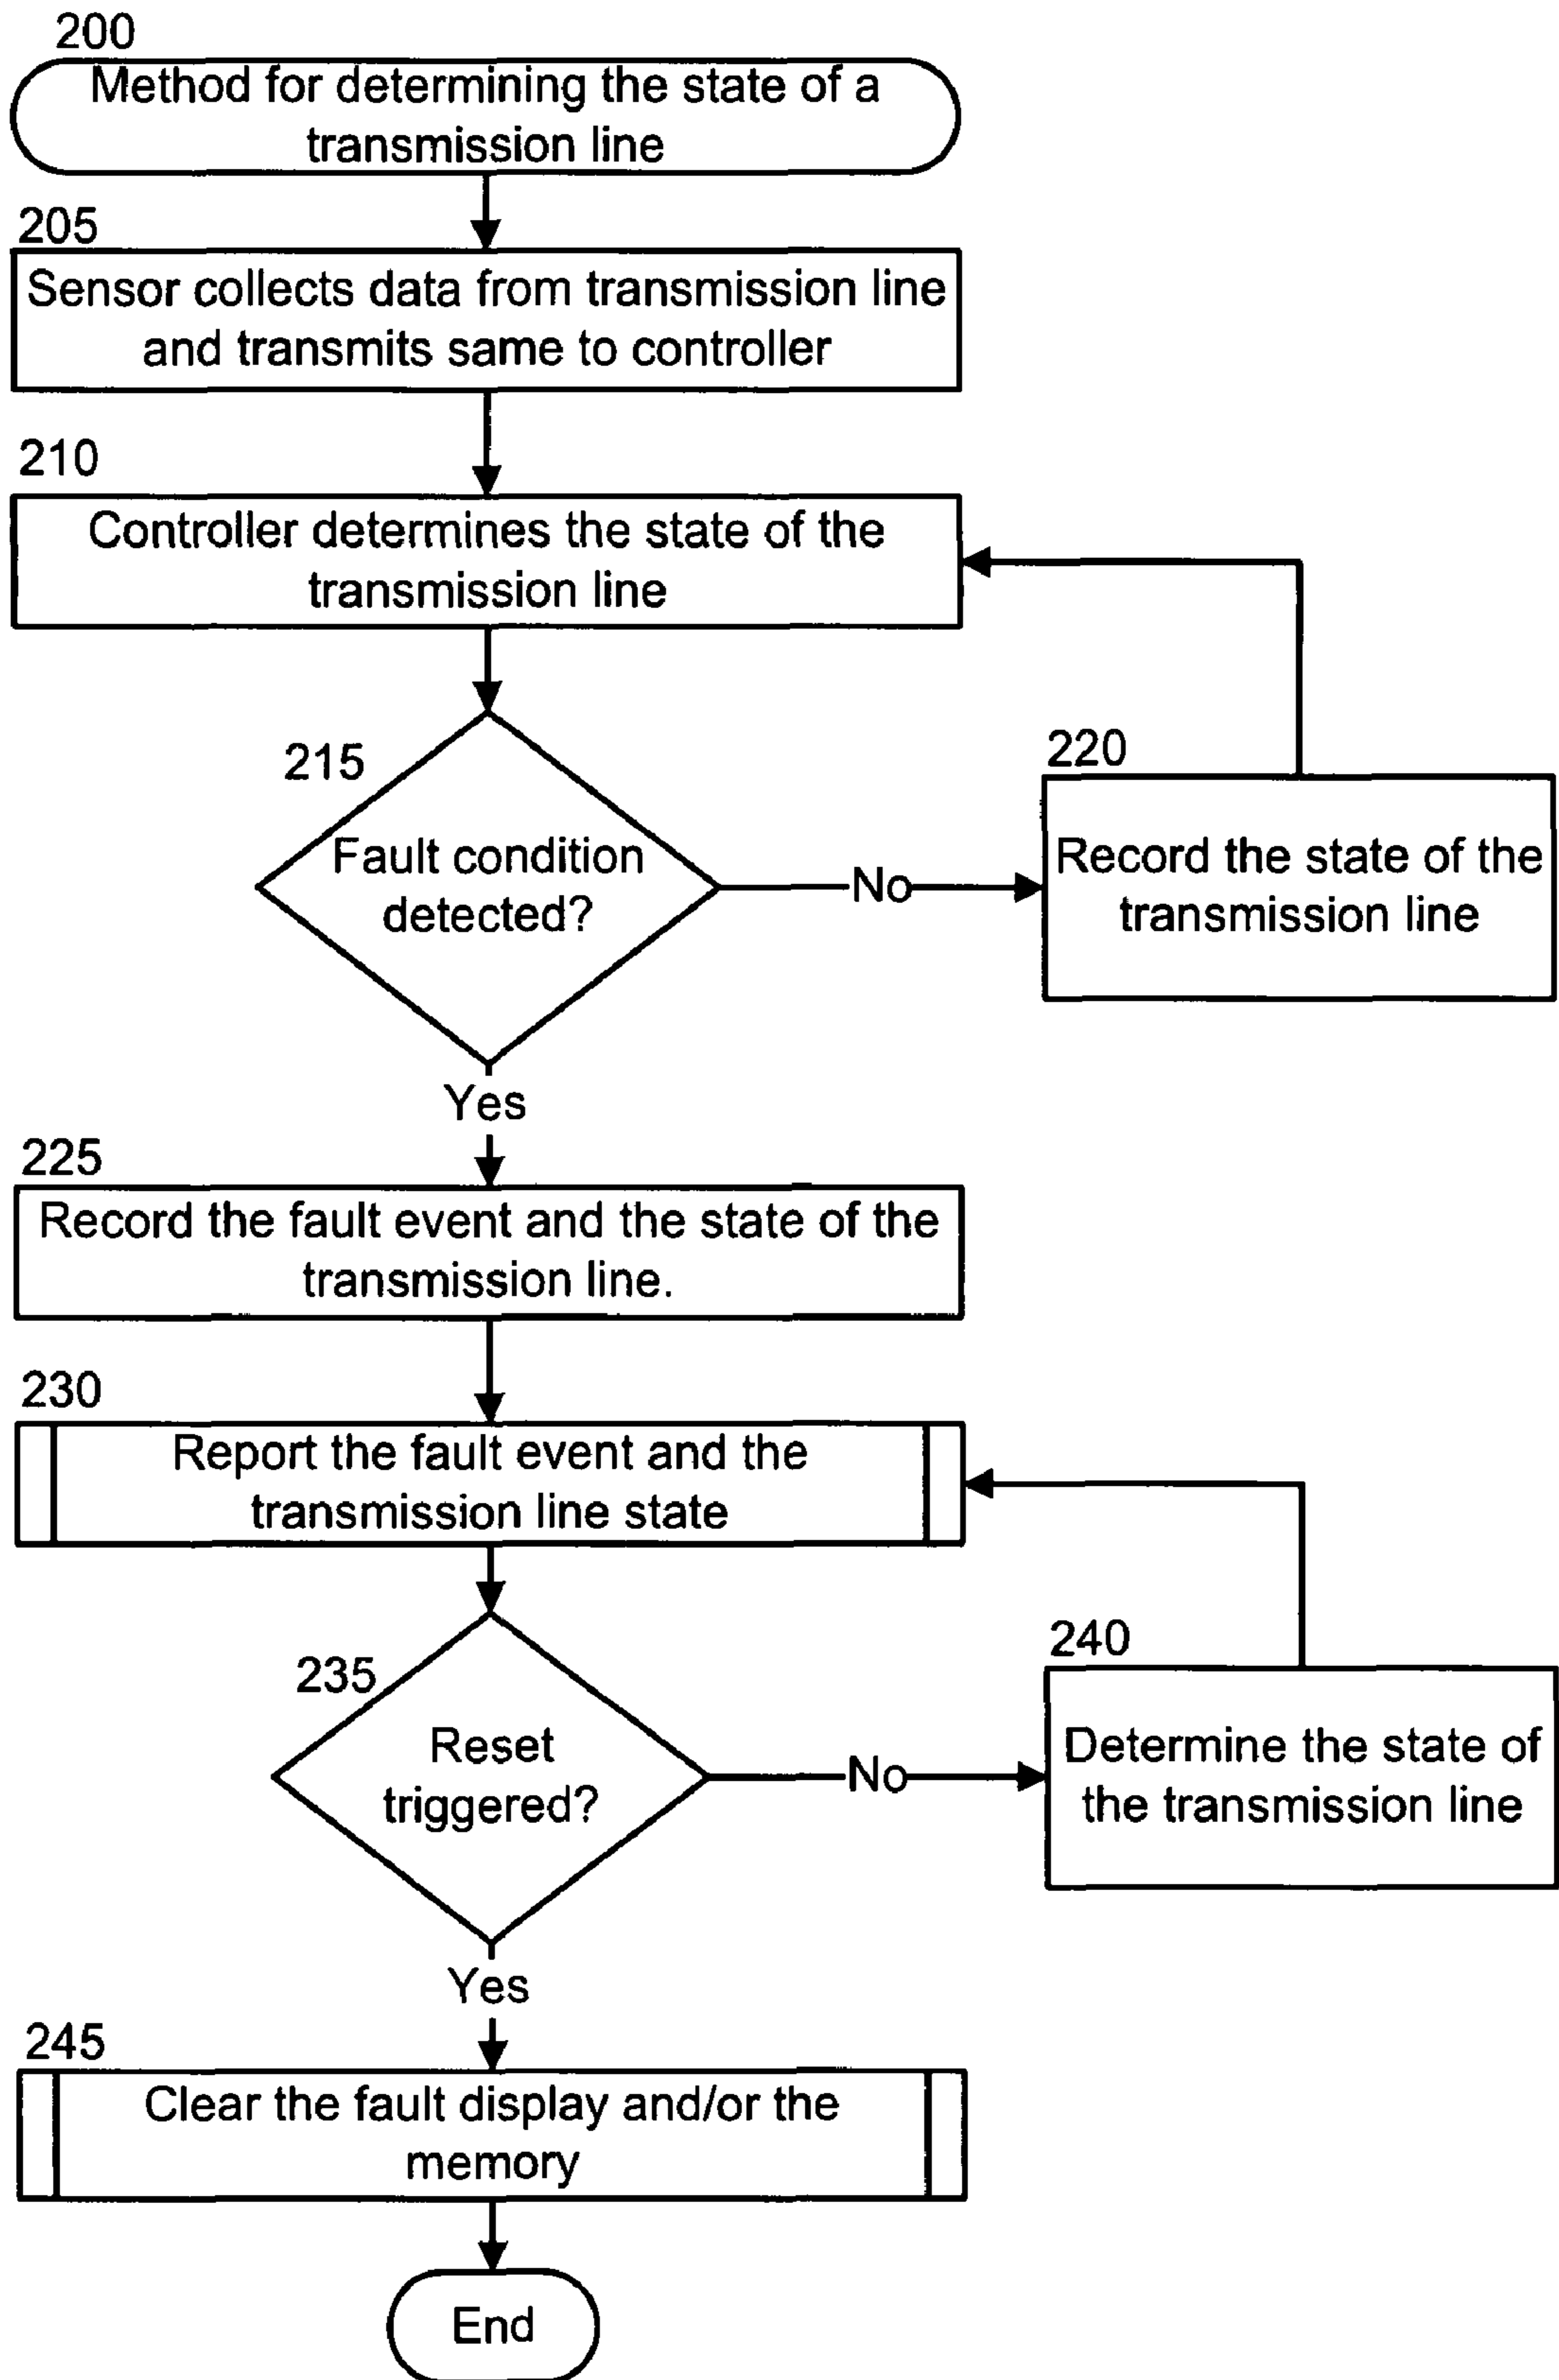 200
Method for determining the state of a
transmission line
205
Sensor collects data from transmission line
and transmits same to controller
210
Controller determines the state of the
transmission line
215
Fault condition
detected?
No
220
Record the state of the
transmission line
Yes
225
Record the fault event and the state of the
transmission line.
230
Report the fault event and the
transmission line state
235
Reset
triggered?
No
240
Determine the state of
the transmission line
Yes
245
Clear the fault display and/or the
memory
End